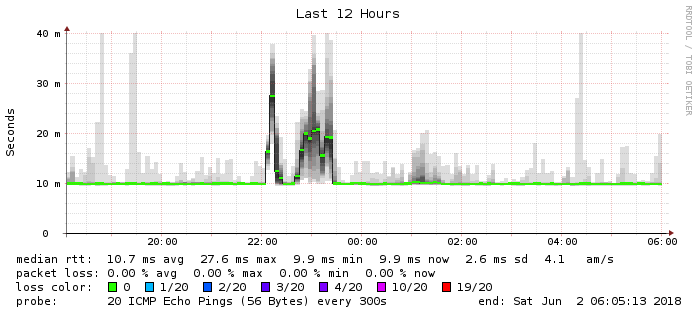 Last 12 Hours
RRDTOOL / TOBI OETIKER
Seconds
40 m
30 m
20 m
10 m
0
20:00 22:00 00:00 02:00 04:00 06:00
median rtt: 10.7 ms avg 27.6 ms max 9.9 ms min 9.9 ms now 2.6 ms sd 4.1 am/s
packet loss: 0.00 % avg 0.00 % max 0.00 % min 0.00 % now
loss color: 0 1/20 2/20 3/20 4/20 10/20 19/20
probe: 20 ICMP Echo Pings (56 Bytes) every 300s end: Sat Jun 2 06:05:13 2018